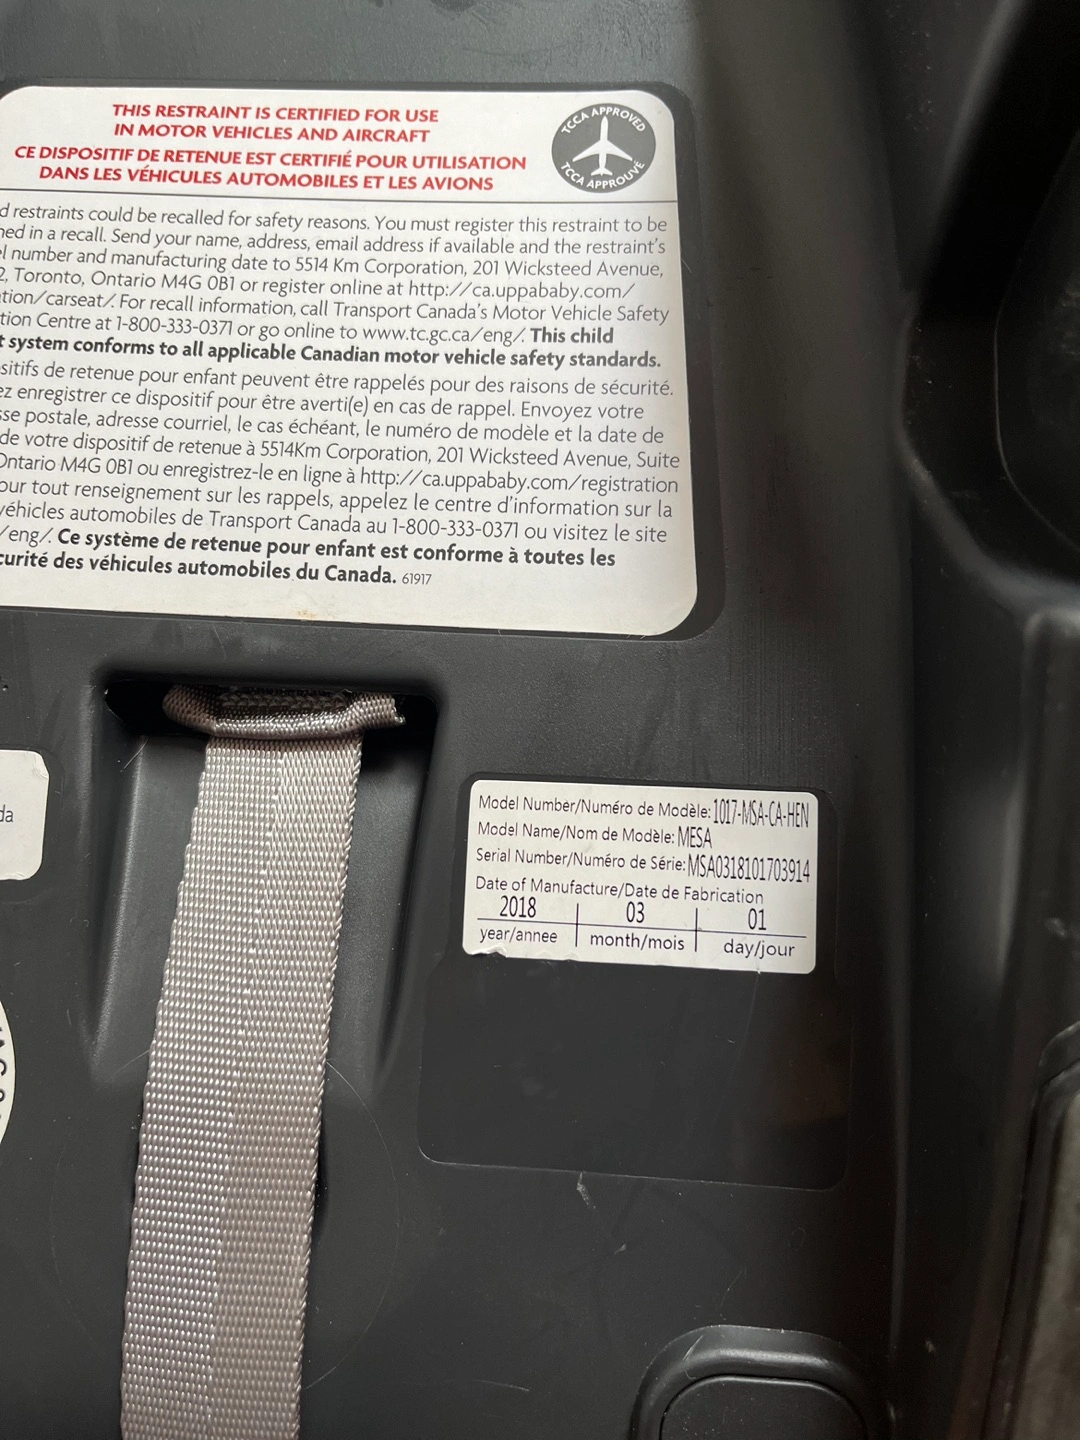 THIS RESTRAINT IS CERTIFIED FOR USE
IN MOTOR VEHICLES AND AIRCRAFT
CE DISPOSITIF DE RETENUE EST CERTIFIÉ POUR UTILISATION
DANS LES VÉHICULES AUTOMOBILES ET LES AVIONS
TCCA APPROVED
TCCA APPROUVÉ
d restraints could be recalled for safety reasons. You must register this restraint to be
ned in a recall. Send your name, address, email address if available and the restraint's
l number and manufacturing date to 5514 Km Corporation, 201 Wicksteed Avenue,
2, Toronto, Ontario M4G 0B1 or register online at http://ca.uppababy.com/
tion/carseat/. For recall information, call Transport Canada's Motor Vehicle Safety
tion Centre at 1-800-333-0371 or go online to www.tc.gc.ca/eng/. This child
t system conforms to all applicable Canadian motor vehicle safety standards.
sitifs de retenue pour enfant peuvent être rappelés pour des raisons de sécurité.
ez enregistrer ce dispositif pour être averti(e) en cas de rappel. Envoyez votre
sse postale, adresse courriel, le cas échéant, le numéro de modèle et la date de
de votre dispositif de retenue à 5514Km Corporation, 201 Wicksteed Avenue, Suite
Ontario M4G 0B1 ou enregistrez-le en ligne à http://ca.uppababy.com/registration
our tout renseignement sur les rappels, appelez le centre d'information sur la
véhicles automobiles de Transport Canada au 1-800-333-0371 ou visitez le site
/eng/. Ce système de retenue pour enfant est conforme à toutes les
curité des véhicules automobiles du Canada. 61917
da
Model Number/Numéro de Modèle: 1017-MSA-CA-HEN
Model Name/Nom de Modèle: MESA
Serial Number/Numéro de Série: MSA0318101703914
Date of Manufacture/Date de Fabrication
2018 03 01
year/annee month/mois day/jour